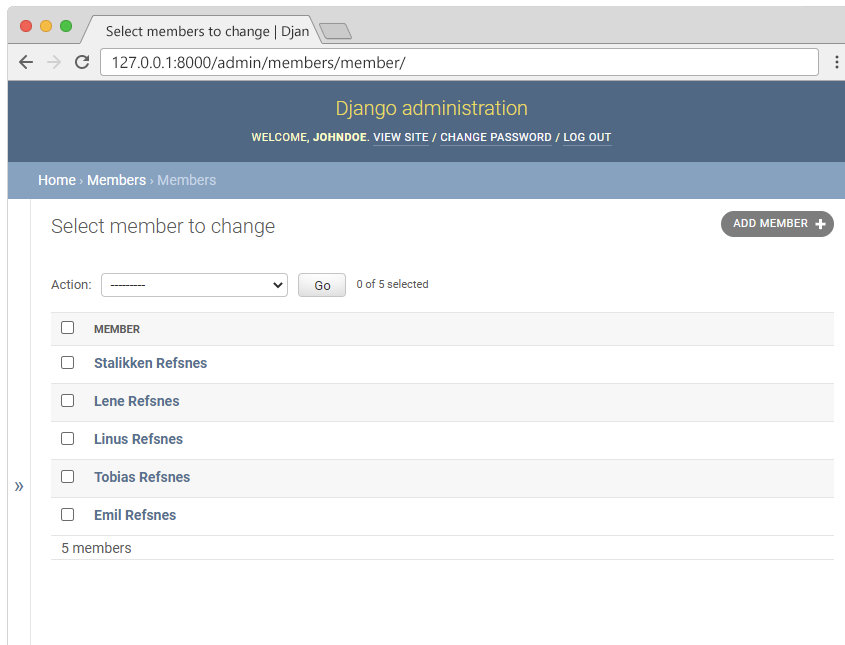 Select members to change | Djan
127.0.0.1:8000/admin/members/member/
Django administration
WELCOME, JOHNDOE. VIEW SITE / CHANGE PASSWORD / LOG OUT
Home › Members › Members
Select member to change
ADD MEMBER +
Action: --------- Go 0 of 5 selected
MEMBER
Stalikken Refsnes
Lene Refsnes
Linus Refsnes
Tobias Refsnes
»
Emil Refsnes
5 members